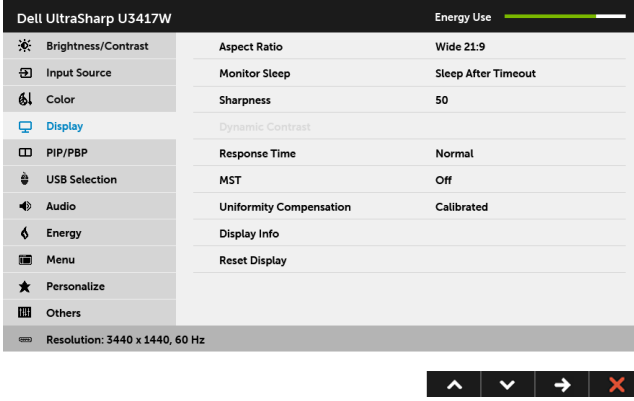 Dell UltraSharp U3417W Energy Use
Brightness/Contrast Aspect Ratio Wide 21:9
Input Source Monitor Sleep Sleep After Timeout
Color Sharpness 50
Display Dynamic Contrast
PIP/PBP Response Time Normal
USB Selection MST Off
Audio Uniformity Compensation Calibrated
Energy Display Info
Menu Reset Display
Personalize
Others
Resolution: 3440 x 1440, 60 Hz